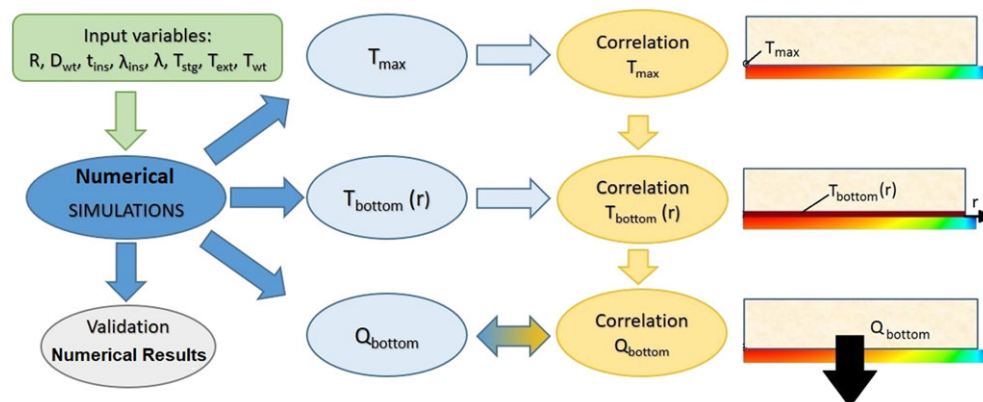 Input variables:
R, D_wt, t_ins, λ_ins, λ, T_stg, T_ext, T_wt
T_max
Correlation
T_max
T_max
Numerical
SIMULATIONS
T_bottom (r)
Correlation
T_bottom (r)
T_bottom(r)
r
Validation
Numerical Results
Q_bottom
Correlation
Q_bottom
Q_bottom